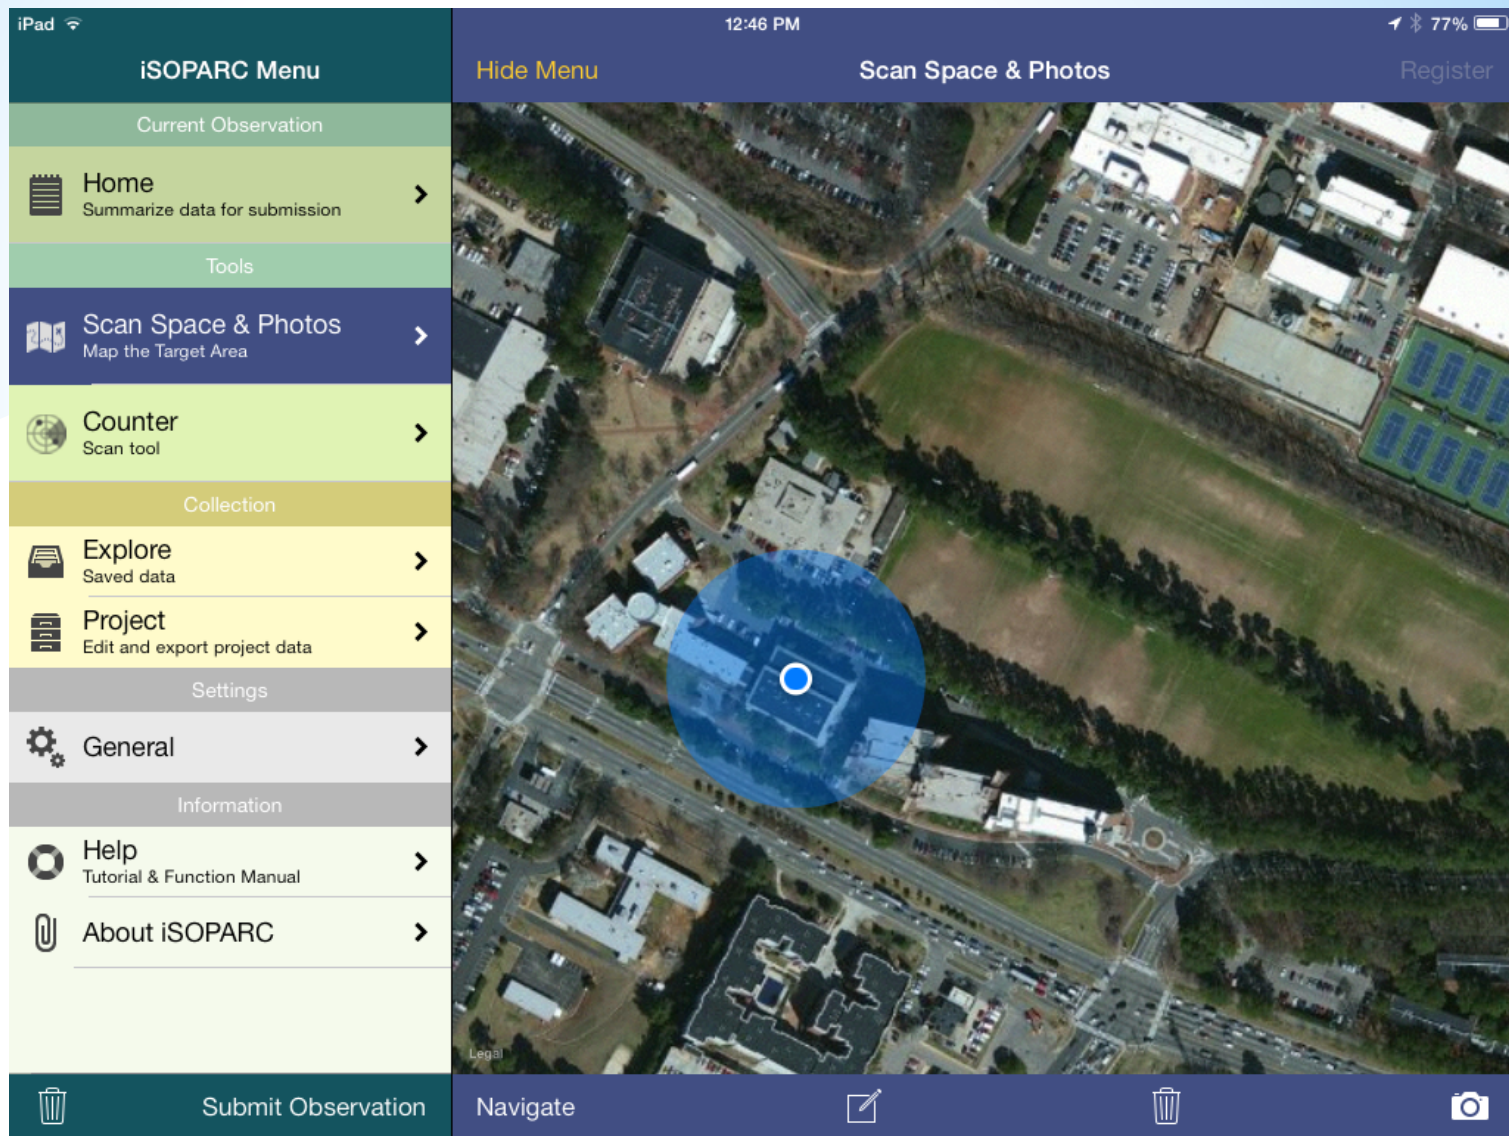 iPad
12:46 PM
77%
iSOPARC Menu
Hide Menu
Scan Space & Photos
Register
Current Observation
Home
Summarize data for submission
Tools
Scan Space & Photos
Map the Target Area
Counter
Scan tool
Collection
Explore
Saved data
Project
Edit and export project data
Settings
General
Information
Help
Tutorial & Function Manual
About iSOPARC
Legal
Submit Observation
Navigate